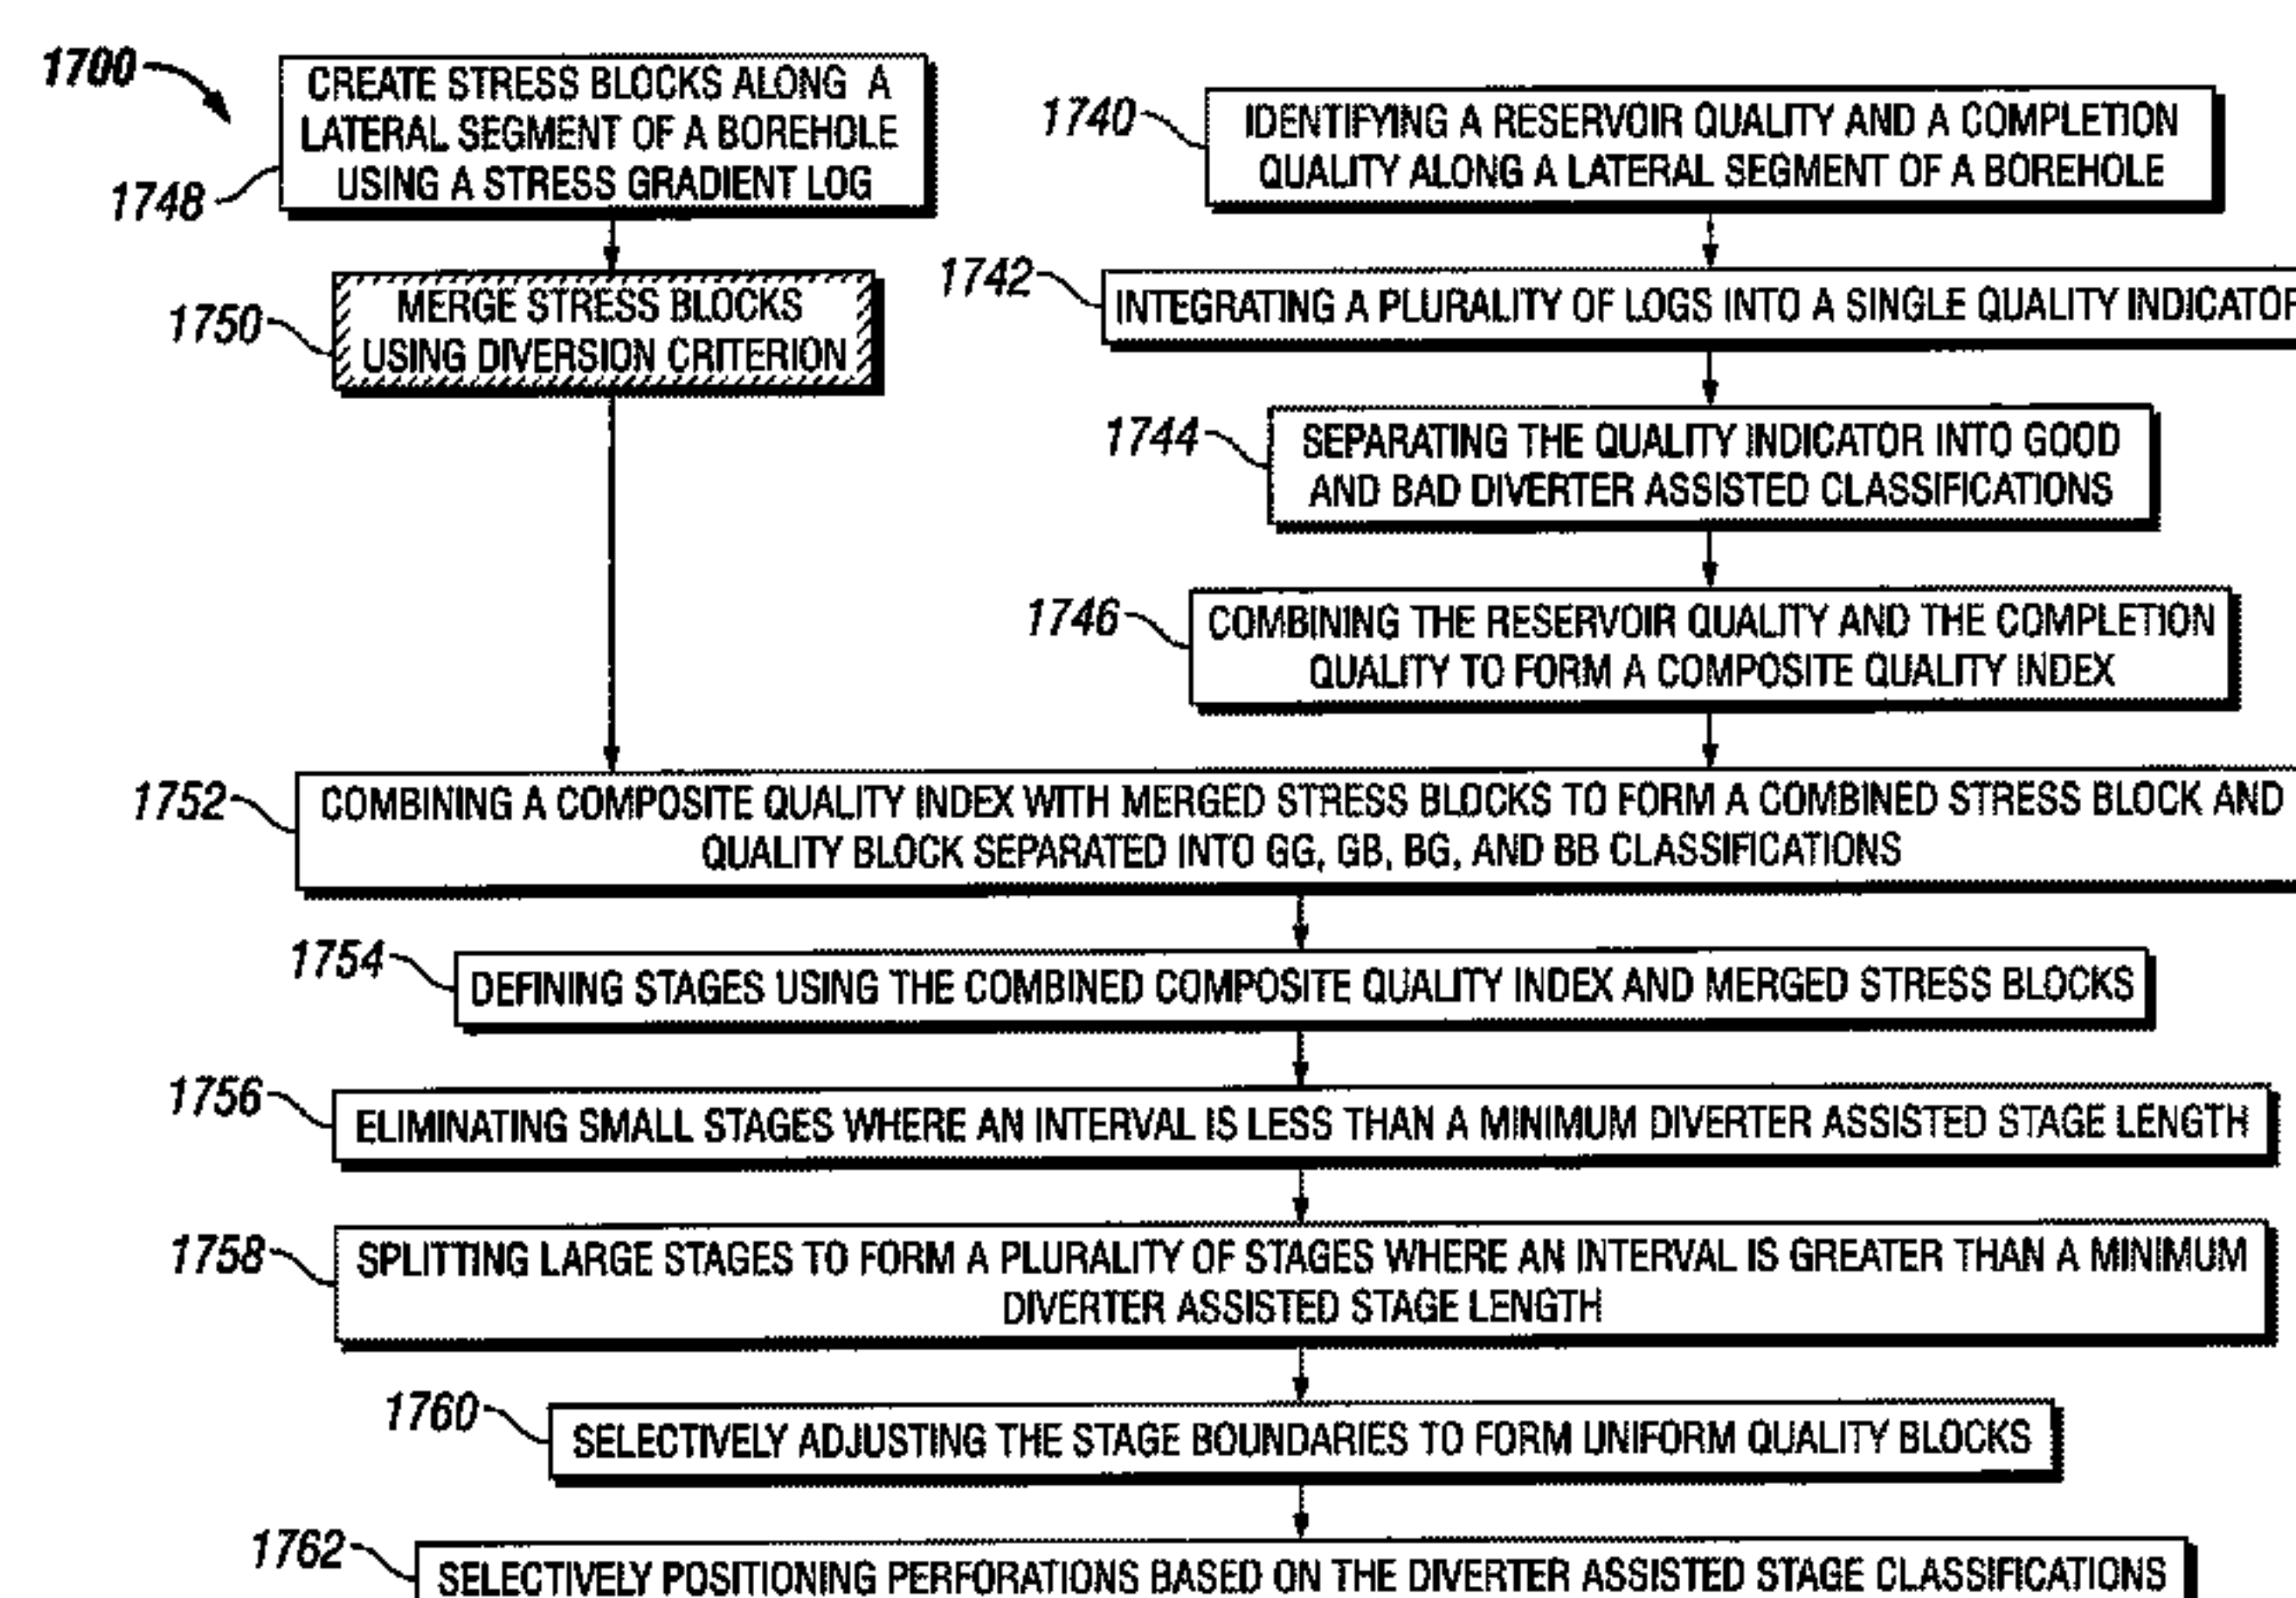 1700
CREATE STRESS BLOCKS ALONG A
LATERAL SEGMENT OF A BOREHOLE
USING A STRESS GRADIENT LOG
1748
MERGE STRESS BLOCKS
USING DIVERSION CRITERION
1750
1740
IDENTIFYING A RESERVOIR QUALITY AND A COMPLETION
QUALITY ALONG A LATERAL SEGMENT OF A BOREHOLE
1742
INTEGRATING A PLURALITY OF LOGS INTO A SINGLE QUALITY INDICATOR
1744
SEPARATING THE QUALITY INDICATOR INTO GOOD
AND BAD DIVERTER ASSISTED CLASSIFICATIONS
1746
COMBINING THE RESERVOIR QUALITY AND THE COMPLETION
QUALITY TO FORM A COMPOSITE QUALITY INDEX
1752
COMBINING A COMPOSITE QUALITY INDEX WITH MERGED STRESS BLOCKS TO FORM A COMBINED STRESS BLOCK AND
QUALITY BLOCK SEPARATED INTO GG, GB, BG, AND BB CLASSIFICATIONS
1754
DEFINING STAGES USING THE COMBINED COMPOSITE QUALITY INDEX AND MERGED STRESS BLOCKS
1756
ELIMINATING SMALL STAGES WHERE AN INTERVAL IS LESS THAN A MINIMUM DIVERTER ASSISTED STAGE LENGTH
1758
SPLITTING LARGE STAGES TO FORM A PLURALITY OF STAGES WHERE AN INTERVAL IS GREATER THAN A MINIMUM
DIVERTER ASSISTED STAGE LENGTH
1760
SELECTIVELY ADJUSTING THE STAGE BOUNDARIES TO FORM UNIFORM QUALITY BLOCKS
1762
SELECTIVELY POSITIONING PERFORATIONS BASED ON THE DIVERTER ASSISTED STAGE CLASSIFICATIONS